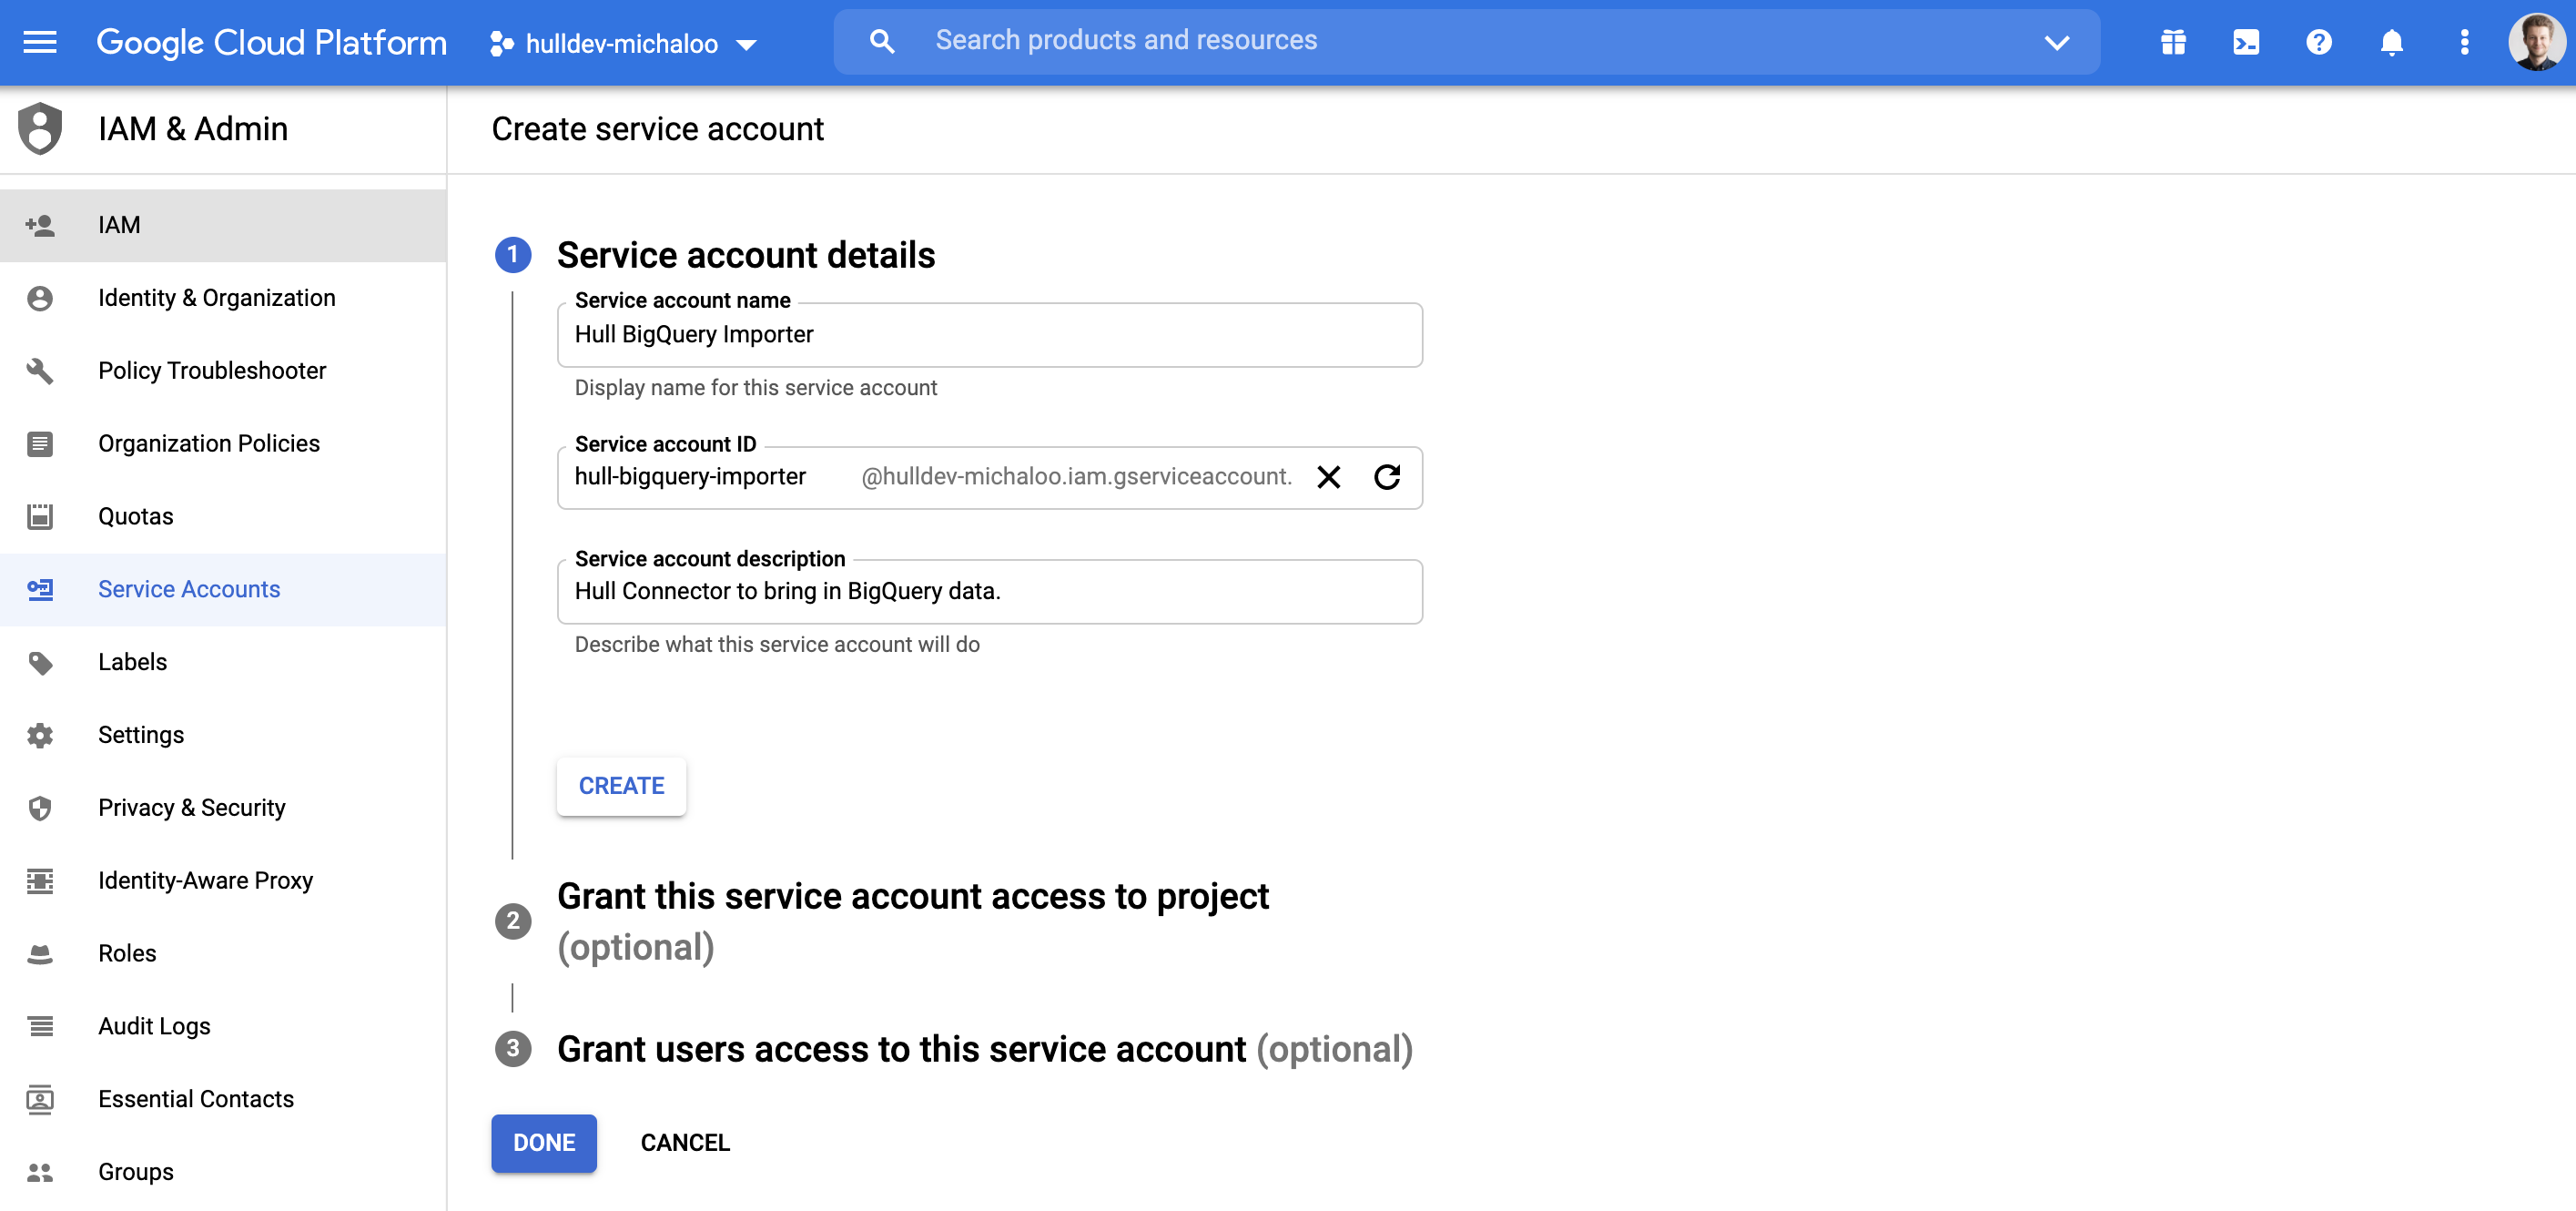 Google Cloud Platform
hulldev-michaloo
Search products and resources
IAM & Admin
Create service account
IAM
Identity & Organization
Policy Troubleshooter
Organization Policies
Quotas
Service Accounts
Labels
Settings
Privacy & Security
Identity-Aware Proxy
Roles
Audit Logs
Essential Contacts
Groups
1 Service account details
Service account name
Hull BigQuery Importer
Display name for this service account
Service account ID
hull-bigquery-importer @hulldev-michaloo.iam.gserviceaccount.
Service account description
Hull Connector to bring in BigQuery data.
Describe what this service account will do
CREATE
2 Grant this service account access to project
(optional)
3 Grant users access to this service account (optional)
DONE CANCEL